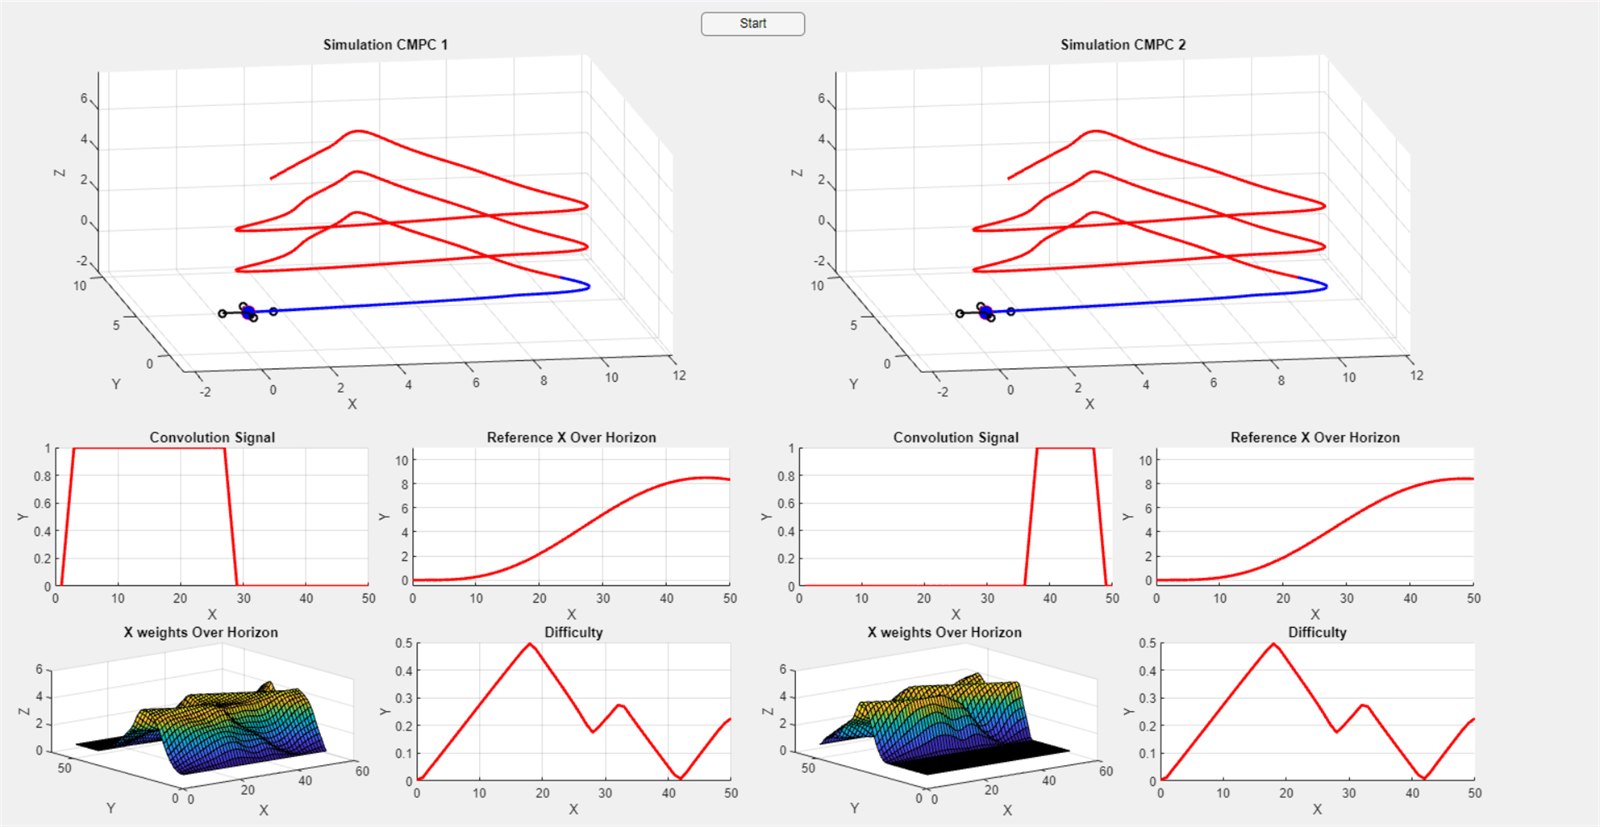 Start
Simulation CMPC 1
Simulation CMPC 2
6
4
2
0
-2
Z
10
5
0
Y
-2
0
2
4
6
8
10
12
X
6
4
2
0
-2
Z
10
5
0
Y
-2
0
2
4
6
8
10
12
X
Convolution Signal
1
0.8
0.6
0.4
0.2
0
Y
0 10 20 30 40 50
X
Reference X Over Horizon
10
8
6
4
2
0
Y
0 10 20 30 40 50
X
Convolution Signal
1
0.8
0.6
0.4
0.2
0
Y
0 10 20 30 40 50
X
Reference X Over Horizon
10
8
6
4
2
0
Y
0 10 20 30 40 50
X
X weights Over Horizon
6
4
2
0
Z
50
0
Y
0
20
40
60
X
Difficulty
0.5
0.4
0.3
0.2
0.1
0
Y
0 10 20 30 40 50
X
X weights Over Horizon
6
4
2
0
Z
50
0
Y
0
20
40
60
X
Difficulty
0.5
0.4
0.3
0.2
0.1
0
Y
0 10 20 30 40 50
X